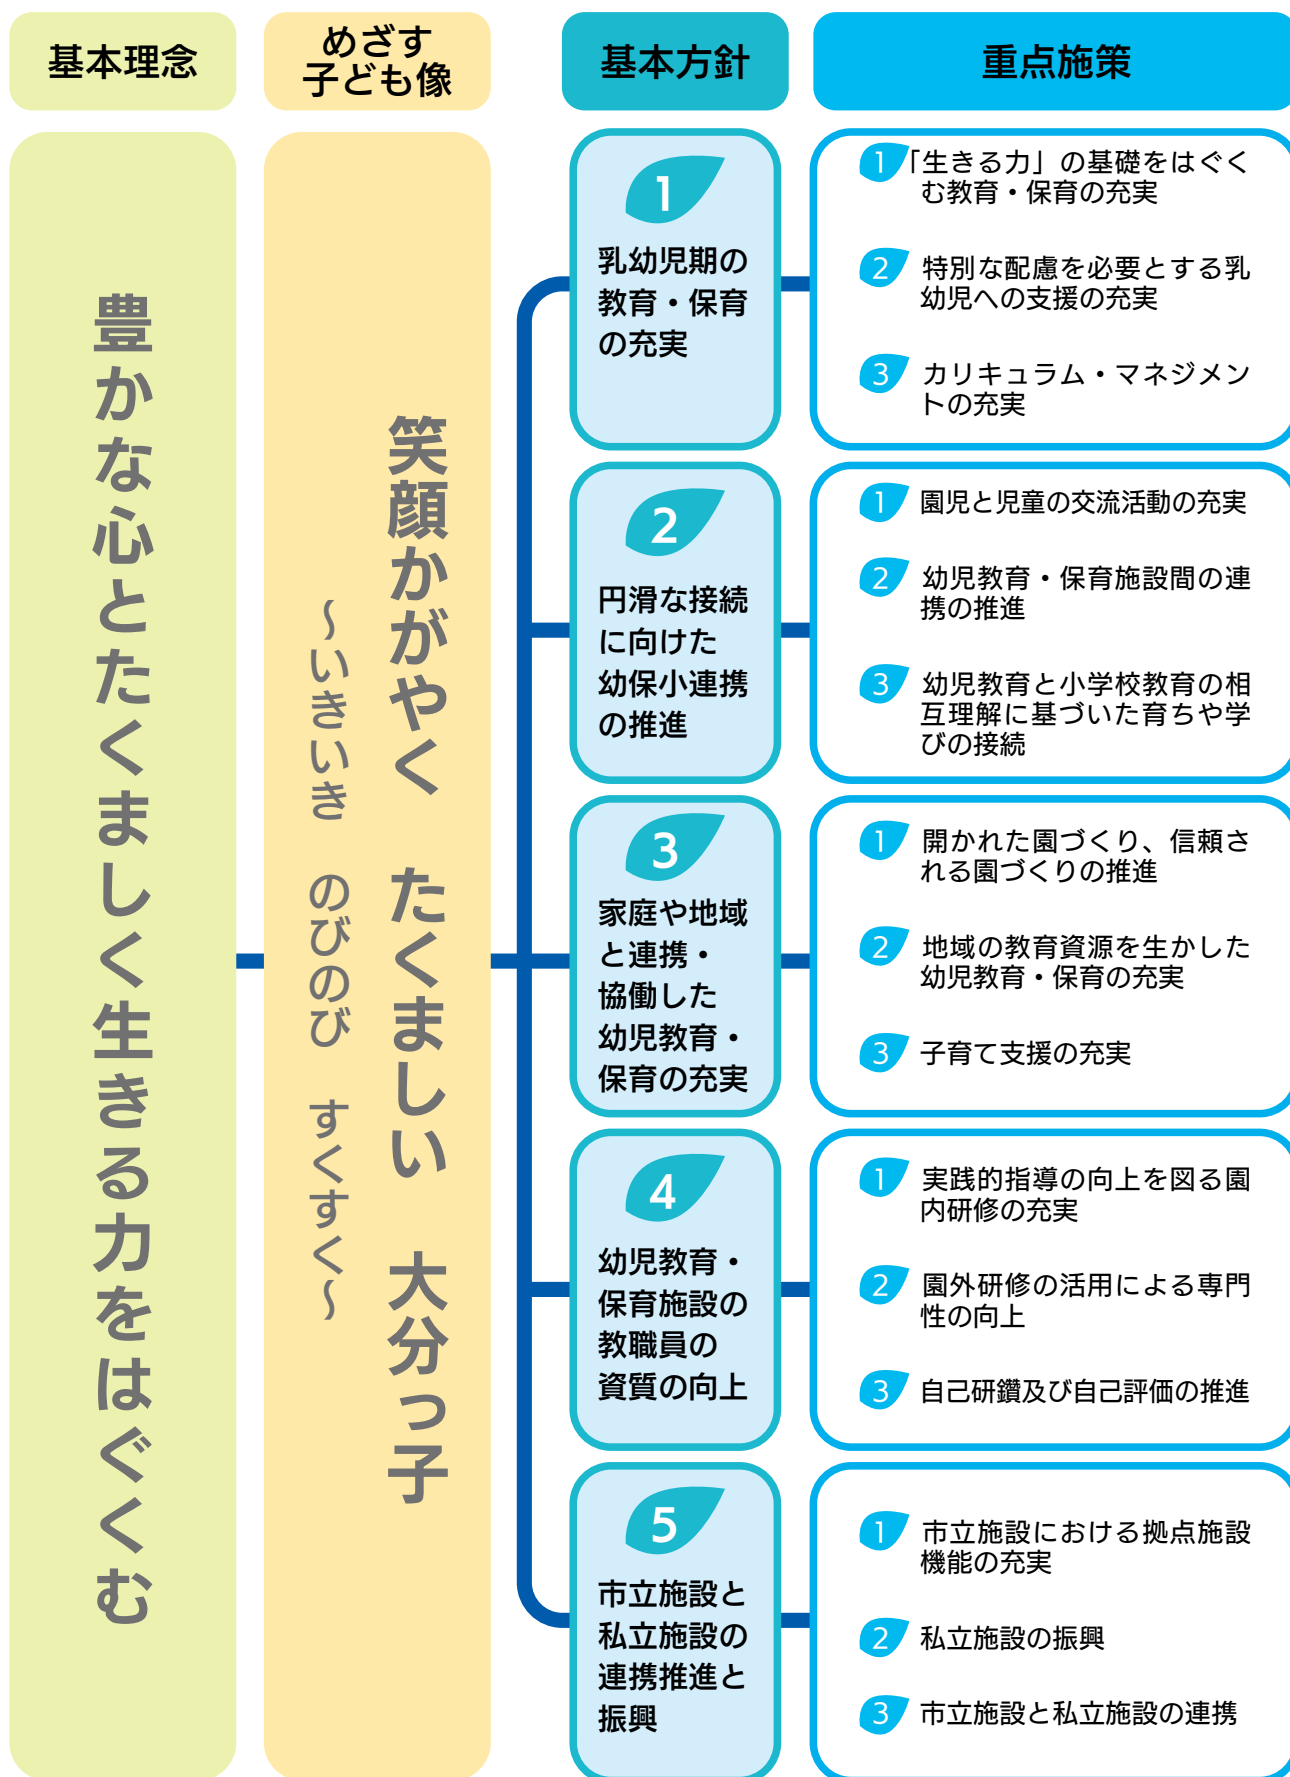 基本理念
めざす
子ども像
基本方針
重点施策
豊かな心とたくましく生きる力をはぐくむ
笑顔かがやく　たくましい　大分っ子
～いきいき　のびのび　すくすく～
1
乳幼児期の
教育・保育
の充実
1 「生きる力」の基礎をはぐく
む教育・保育の充実
2 特別な配慮を必要とする乳
幼児への支援の充実
3 カリキュラム・マネジメン
トの充実
2
円滑な接続
に向けた
幼保小連携
の推進
1 園児と児童の交流活動の充実
2 幼児教育・保育施設間の連
携の推進
3 幼児教育と小学校教育の相
互理解に基づいた育ちや学
びの接続
3
家庭や地域
と連携・
協働した
幼児教育・
保育の充実
1 開かれた園づくり、信頼さ
れる園づくりの推進
2 地域の教育資源を生かした
幼児教育・保育の充実
3 子育て支援の充実
4
幼児教育・
保育施設の
教職員の
資質の向上
1 実践的指導の向上を図る園
内研修の充実
2 園外研修の活用による専門
性の向上
3 自己研鑽及び自己評価の推進
5
市立施設と
私立施設の
連携推進と
振興
1 市立施設における拠点施設
機能の充実
2 私立施設の振興
3 市立施設と私立施設の連携